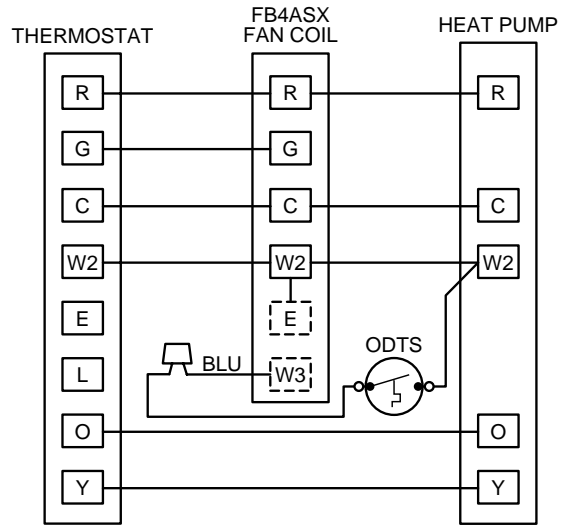 THERMOSTAT
FB4ASX
FAN COIL
HEAT PUMP
R R R
G G
C C C
W2 W2 W2
E E
ODTS
L BLU W3
O O
Y Y